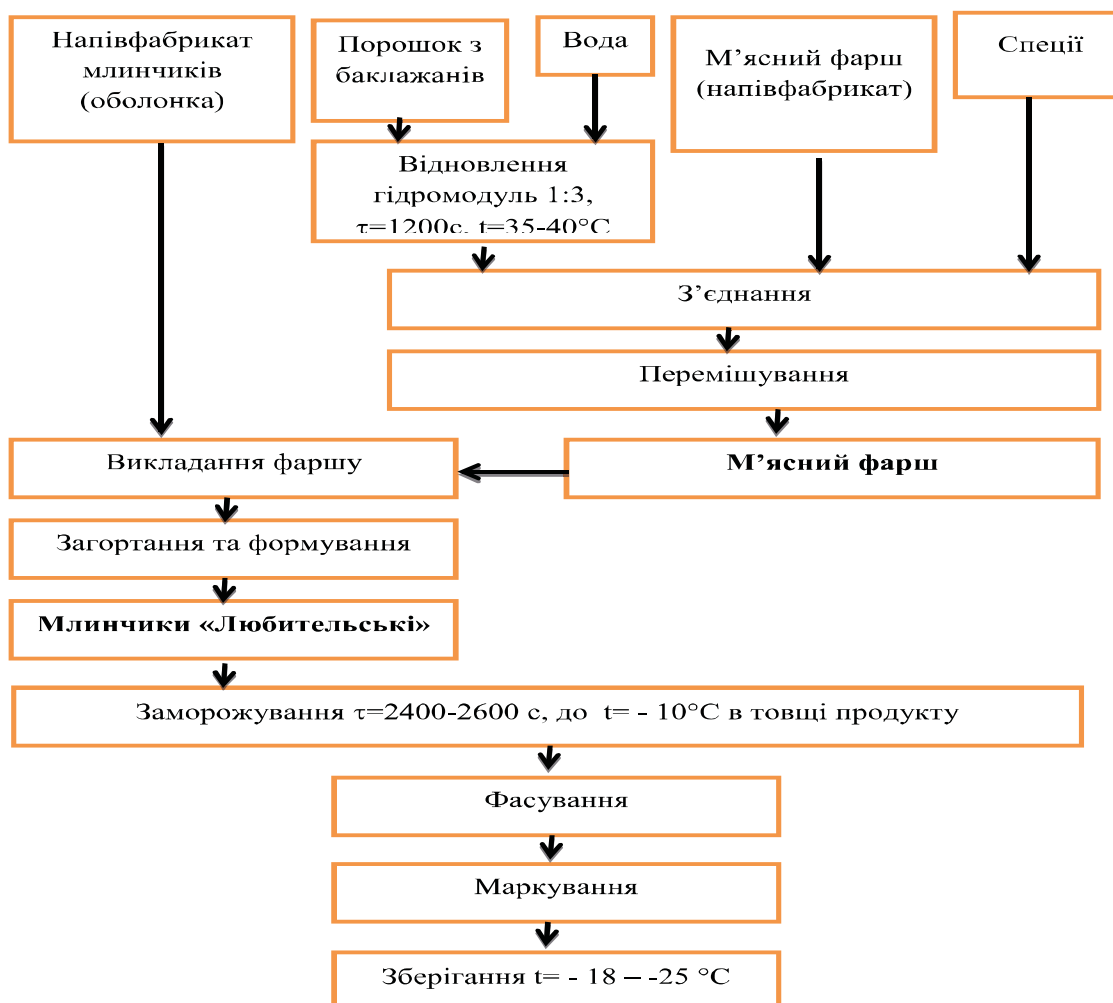 Напівфабрикат
млинчиків
(оболонка)
Порошок з
баклажанів
Вода
М’ясний фарш
(напівфабрикат)
Спеції
Відновлення
гідромодуль 1:3,
τ=1200с, t=35-40°С
З’єднання
Перемішування
Викладання фаршу
М’ясний фарш
Загортання та формування
Млинчики «Любительські»
Заморожування τ=2400-2600 с, до t= - 10°С в товщі продукту
Фасування
Маркування
Зберігання t= - 18 – -25 °С